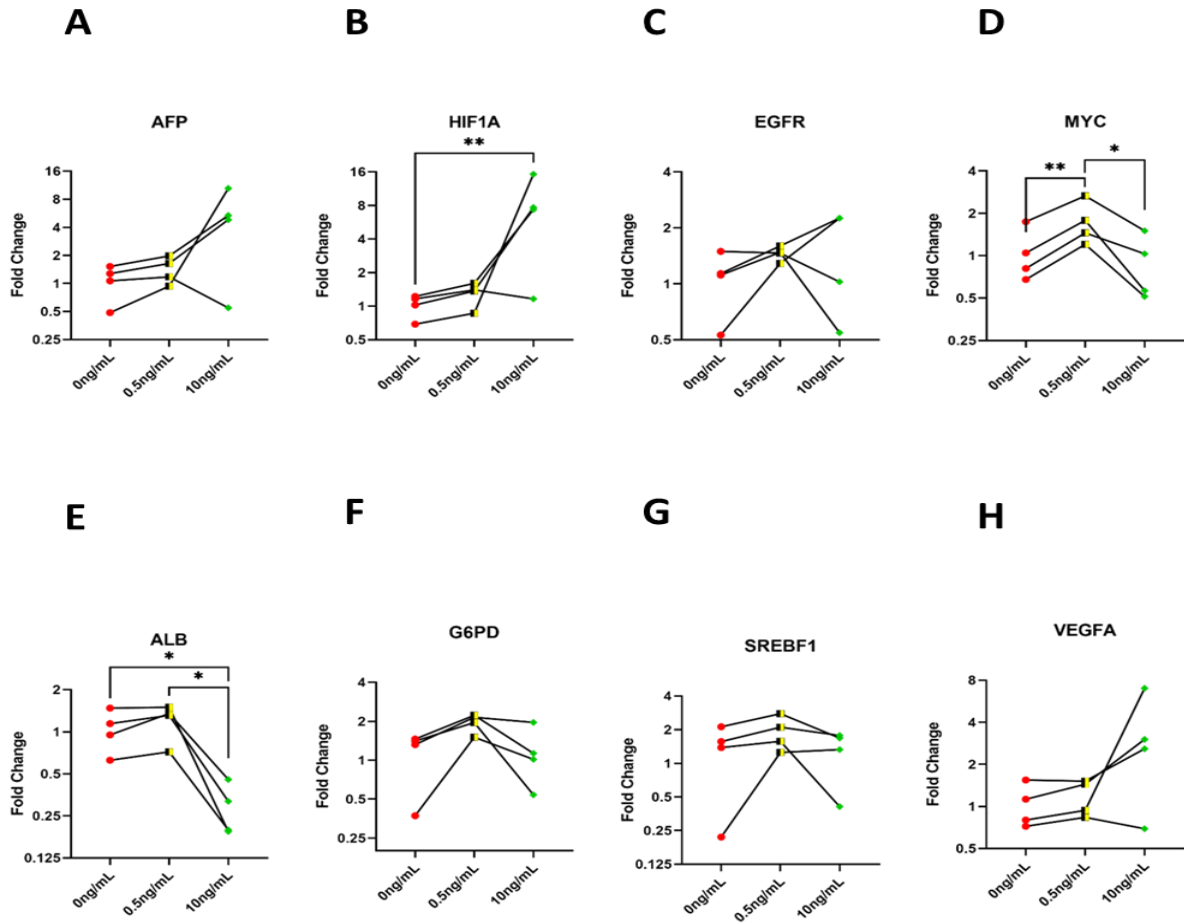 A
B
C
D
AFP
HIF1A
EGFR
MYC
**
**
*
Fold Change
16
8
4
2
1
0.5
0.25
0ng/mL
0.5ng/mL
10ng/mL
Fold Change
16
8
4
2
1
0.5
0ng/mL
0.5ng/mL
10ng/mL
Fold Change
4
2
1
0.5
0ng/mL
0.5ng/mL
10ng/mL
Fold Change
4
2
1
0.5
0.25
0ng/mL
0.5ng/mL
10ng/mL
E
F
G
H
ALB
G6PD
SREBF1
VEGFA
*
*
Fold Change
2
1
0.5
0.25
0.125
0ng/mL
0.5ng/mL
10ng/mL
Fold Change
4
2
1
0.5
0.25
0ng/mL
0.5ng/mL
10ng/mL
Fold Change
4
2
1
0.5
0.25
0.125
0ng/mL
0.5ng/mL
10ng/mL
Fold Change
8
4
2
1
0.5
0ng/mL
0.5ng/mL
10ng/mL